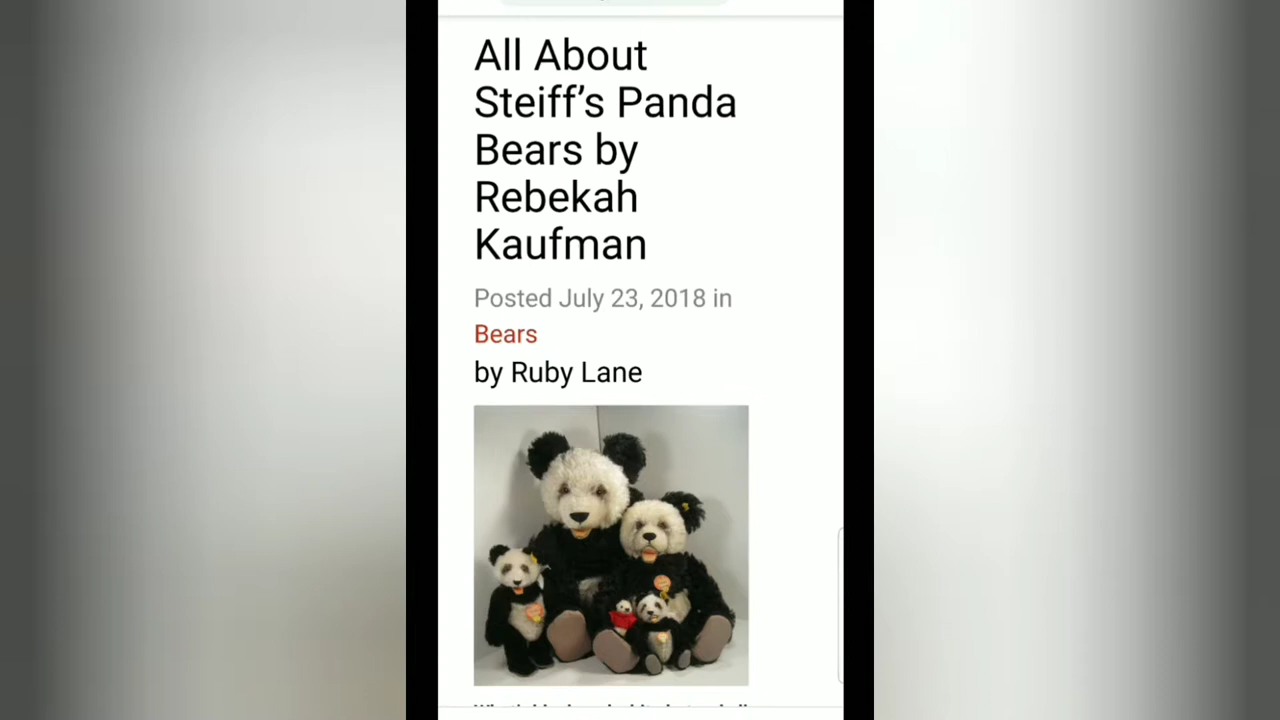 All About
Steiff’s Panda
Bears by
Rebekah
Kaufman
Posted July 23, 2018 in
Bears
by Ruby Lane